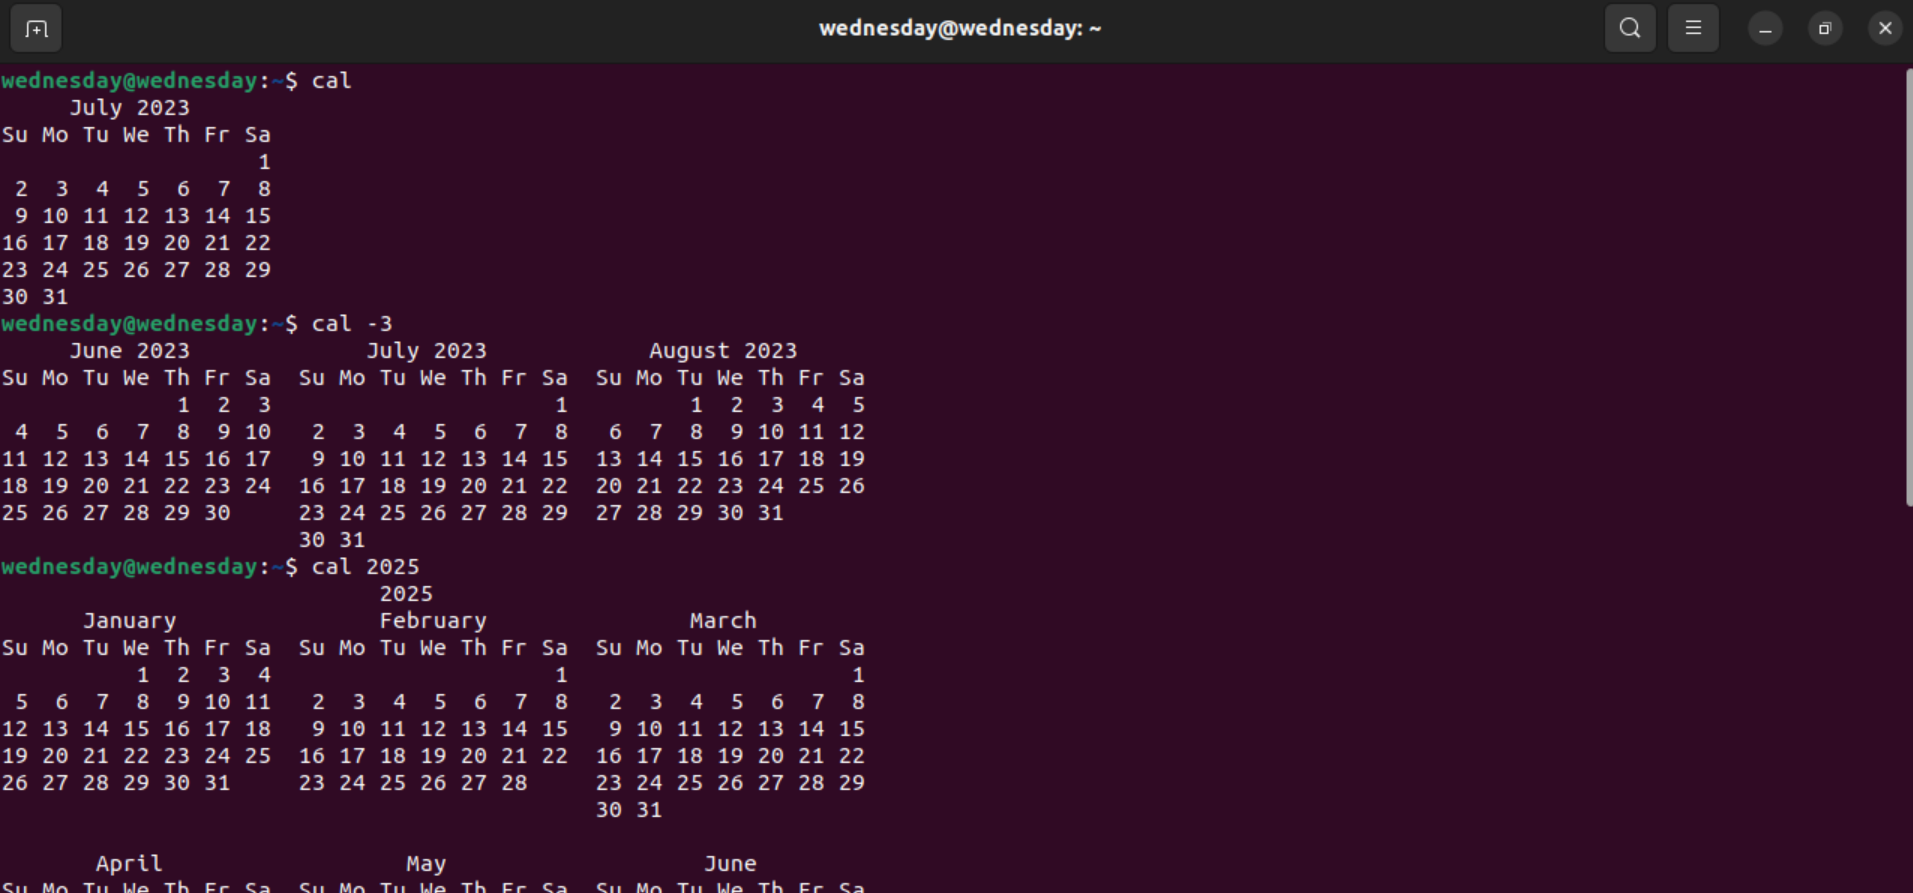 wednesday@wednesday: ~
wednesday@wednesday:~$ cal
     July 2023
Su Mo Tu We Th Fr Sa
                   1
 2  3  4  5  6  7  8
 9 10 11 12 13 14 15
16 17 18 19 20 21 22
23 24 25 26 27 28 29
30 31
wednesday@wednesday:~$ cal -3
     June 2023             July 2023            August 2023
Su Mo Tu We Th Fr Sa  Su Mo Tu We Th Fr Sa  Su Mo Tu We Th Fr Sa
             1  2  3                     1         1  2  3  4  5
 4  5  6  7  8  9 10   2  3  4  5  6  7  8   6  7  8  9 10 11 12
11 12 13 14 15 16 17   9 10 11 12 13 14 15  13 14 15 16 17 18 19
18 19 20 21 22 23 24  16 17 18 19 20 21 22  20 21 22 23 24 25 26
25 26 27 28 29 30     23 24 25 26 27 28 29  27 28 29 30 31
                      30 31
wednesday@wednesday:~$ cal 2025
                            2025
      January               February               March
Su Mo Tu We Th Fr Sa  Su Mo Tu We Th Fr Sa  Su Mo Tu We Th Fr Sa
          1  2  3  4                     1                     1
 5  6  7  8  9 10 11   2  3  4  5  6  7  8   2  3  4  5  6  7  8
12 13 14 15 16 17 18   9 10 11 12 13 14 15   9 10 11 12 13 14 15
19 20 21 22 23 24 25  16 17 18 19 20 21 22  16 17 18 19 20 21 22
26 27 28 29 30 31     23 24 25 26 27 28     23 24 25 26 27 28 29
                                            30 31
       April                  May                   June
Su Mo Tu We Th Fr Sa  Su Mo Tu We Th Fr Sa  Su Mo Tu We Th Fr Sa